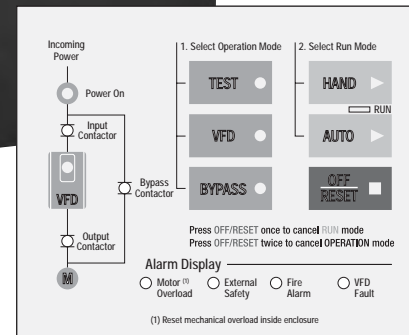 Incoming
Power
Power On
Input
Contactor
VFD
Bypass
Contactor
Output
Contactor
M
1. Select Operation Mode
TEST
VFD
BYPASS
2. Select Run Mode
HAND
RUN
AUTO
OFF
RESET
Press OFF/RESET once to cancel RUN mode
Press OFF/RESET twice to cancel OPERATION mode
Alarm Display
Motor (1)
Overload
External
Safety
Fire
Alarm
VFD
Fault
(1) Reset mechanical overload inside enclosure